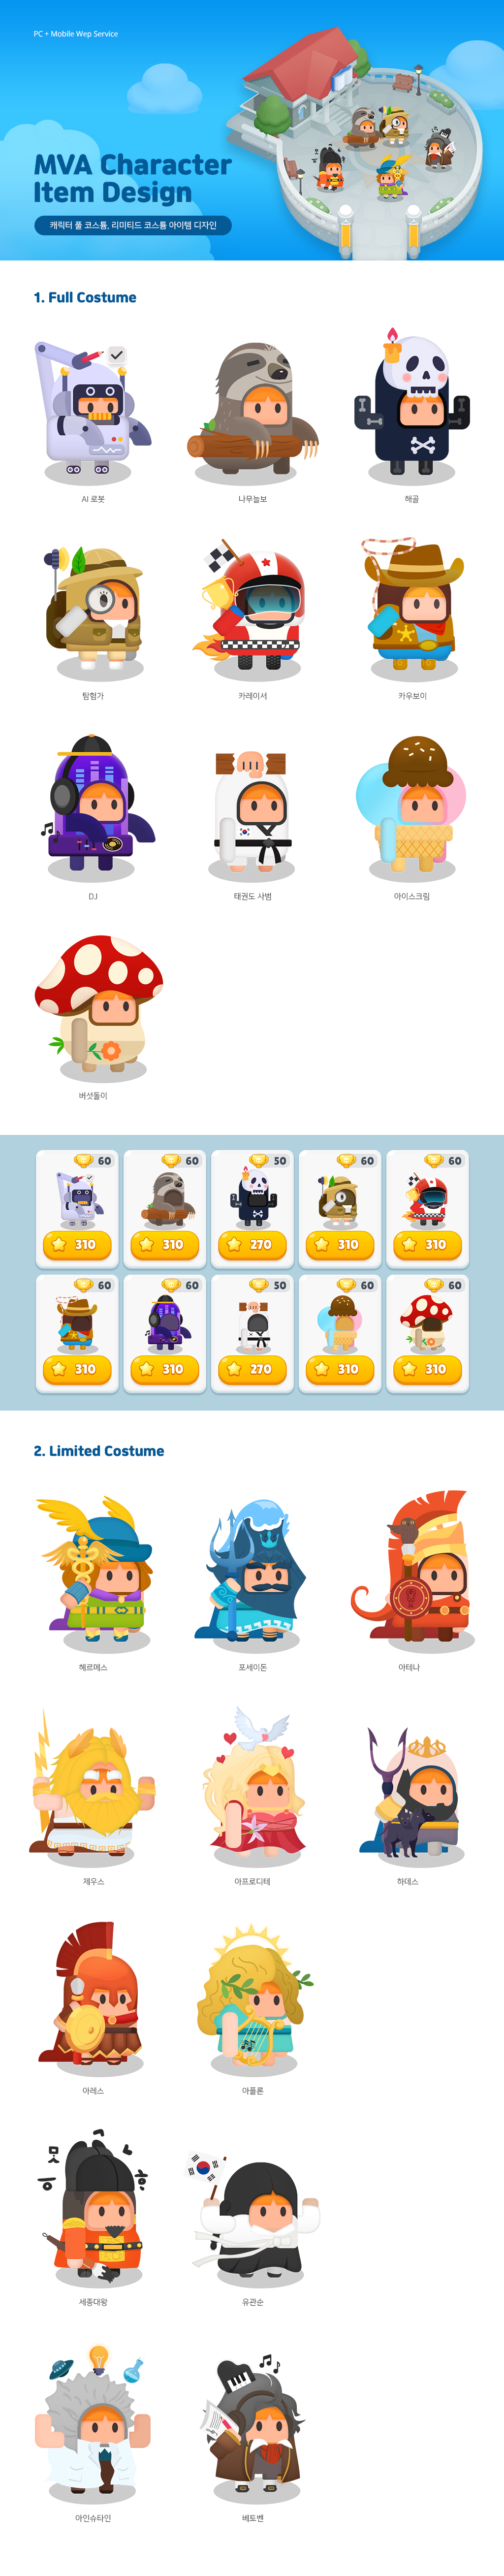 PC + Mobile Wep Service
MVA Character
Item Design
캐릭터 풀 코스튬, 리미티드 코스튬 아이템 디자인
1. Full Costume
AI 로봇
나무늘보
해골
탐험가
카레이서
카우보이
DJ
태권도 사범
아이스크림
버섯돌이
60
60
50
60
60
310
310
270
310
310
60
60
50
60
60
310
310
270
310
310
2. Limited Costume
헤르메스
포세이돈
아테나
제우스
아프로디테
하데스
아레스
아폴론
세종대왕
유관순
아인슈타인
베토벤